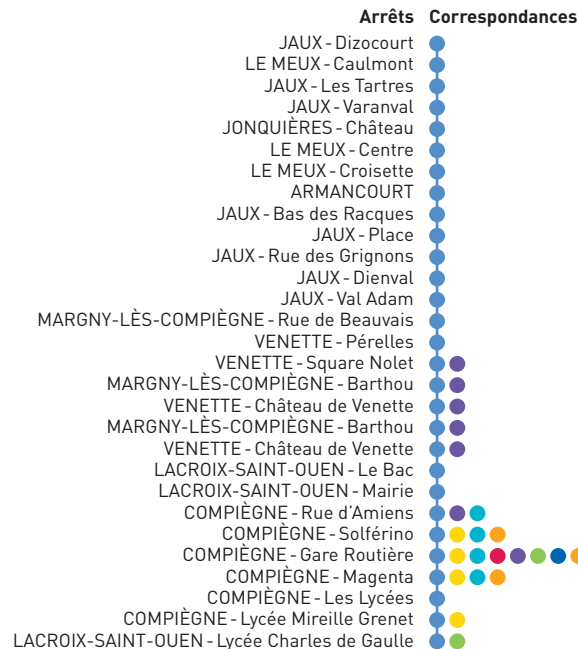 Arrêts Correspondances
JAUX - Dizocourt
LE MEUX - Caulmont
JAUX - Les Tartres
JAUX - Varanval
JONQUIÈRES - Château
LE MEUX - Centre
LE MEUX - Croisette
ARMANCOURT
JAUX - Bas des Racques
JAUX - Place
JAUX - Rue des Grignons
JAUX - Dienval
JAUX - Val Adam
MARGNY-LÈS-COMPIÈGNE - Rue de Beauvais
VENETTE - Pérelles
VENETTE - Square Nolet
MARGNY-LÈS-COMPIÈGNE - Barthou
VENETTE - Château de Venette
MARGNY-LÈS-COMPIÈGNE - Barthou
VENETTE - Château de Venette
LACROIX-SAINT-OUEN - Le Bac
LACROIX-SAINT-OUEN - Mairie
COMPIÈGNE - Rue d'Amiens
COMPIÈGNE - Solférino
COMPIÈGNE - Gare Routière
COMPIÈGNE - Magenta
COMPIÈGNE - Les Lycées
COMPIÈGNE - Lycée Mireille Grenet
LACROIX-SAINT-OUEN - Lycée Charles de Gaulle